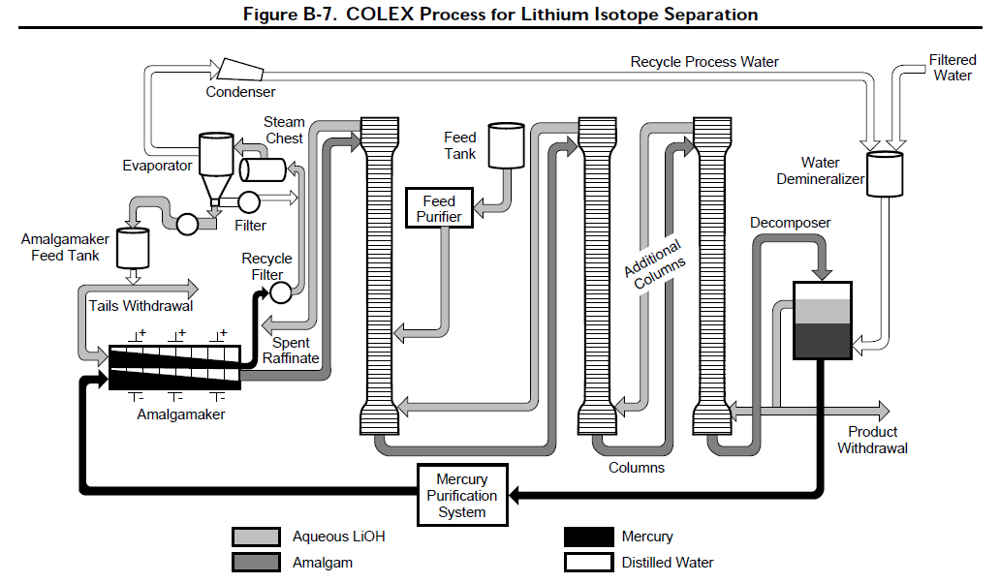 Figure B-7. COLEX Process for Lithium Isotope Separation
Recycle Process Water
Filtered
Water
Condenser
Steam
Chest
Evaporator
Feed
Tank
Water
Demineralizer
Feed
Purifier
Filter
Decomposer
Amalgamaker
Feed Tank
Additional
Columns
Recycle
Filter
Tails Withdrawal
+ + +
Spent
Raffinate
- - -
Amalgamaker
Product
Withdrawal
Columns
Mercury
Purification
System
Aqueous LiOH
Mercury
Amalgam
Distilled Water